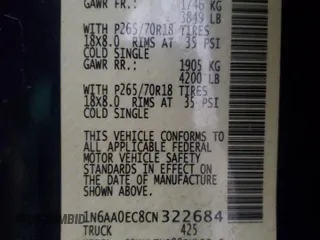 GAWR FR.: 1746 KG
3849 LB
WITH P265/70R18 TIRES
18X8.0 RIMS AT 35 PSI
COLD SINGLE
GAWR RR.: 1905 KG
4200 LB
WITH P265/70R18 TIRES
18X8.0 RIMS AT 35 PSI
COLD SINGLE
THIS VEHICLE CONFORMS TO
ALL APPLICABLE FEDERAL
MOTOR VEHICLE SAFETY
STANDARDS IN EFFECT
ON THE DATE OF
MANUFACTURE SHOWN ABOVE.
1N6AA0EC8CN322684
TRUCK 425